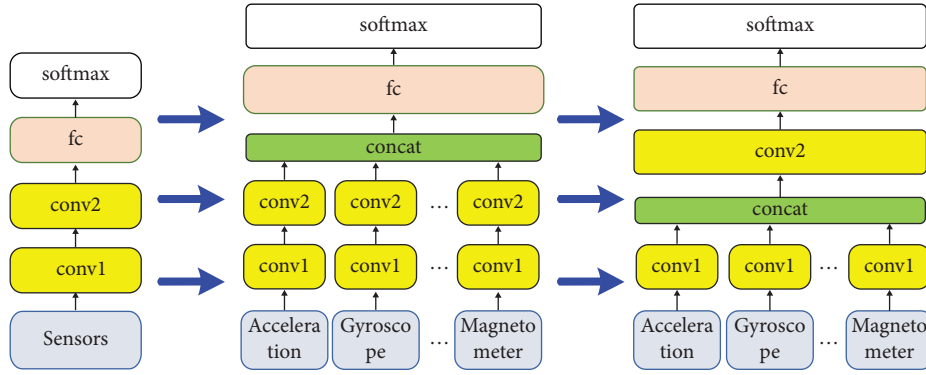 softmax
fc
conv2
conv1
Sensors
softmax
fc
concat
conv2 conv2 ... conv2
conv1 conv1 ... conv1
Accelera
tion
Gyrosco
pe
...
Magneto
meter
softmax
fc
conv2
concat
conv1 conv1 ... conv1
Accelera
tion
Gyrosco
pe
...
Magneto
meter